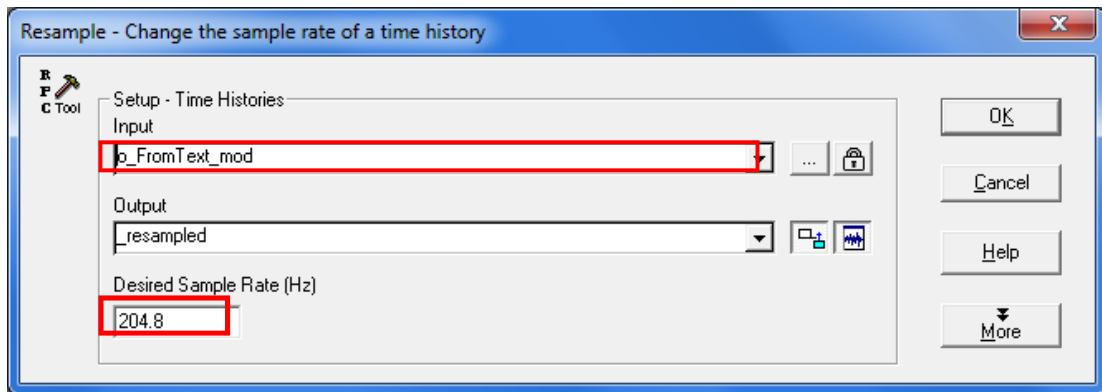 Resample - Change the sample rate of a time history
X
R
P
C Tool
Setup - Time Histories
Input
o_FromText_mod
...
Output
_resampled
Desired Sample Rate (Hz)
204.8
OK
Cancel
Help
More